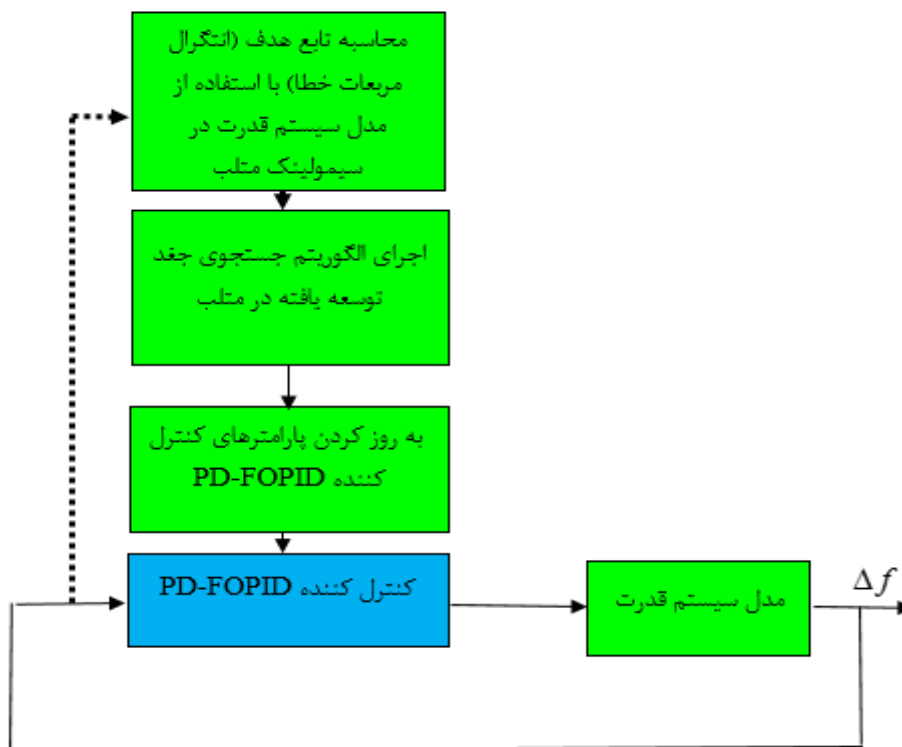 محاسبه تابع هدف (انتگرال
مربعات خطا) با استفاده از
مدل سیستم قدرت در
سیمولینک متلب
اجرای الگوریتم جستجوی جغد
توسعه یافته در متلب
به روز کردن پارامترهای کنترل
کننده PD-FOPID
کنترل کننده PD-FOPID
مدل سیستم قدرت
Δf